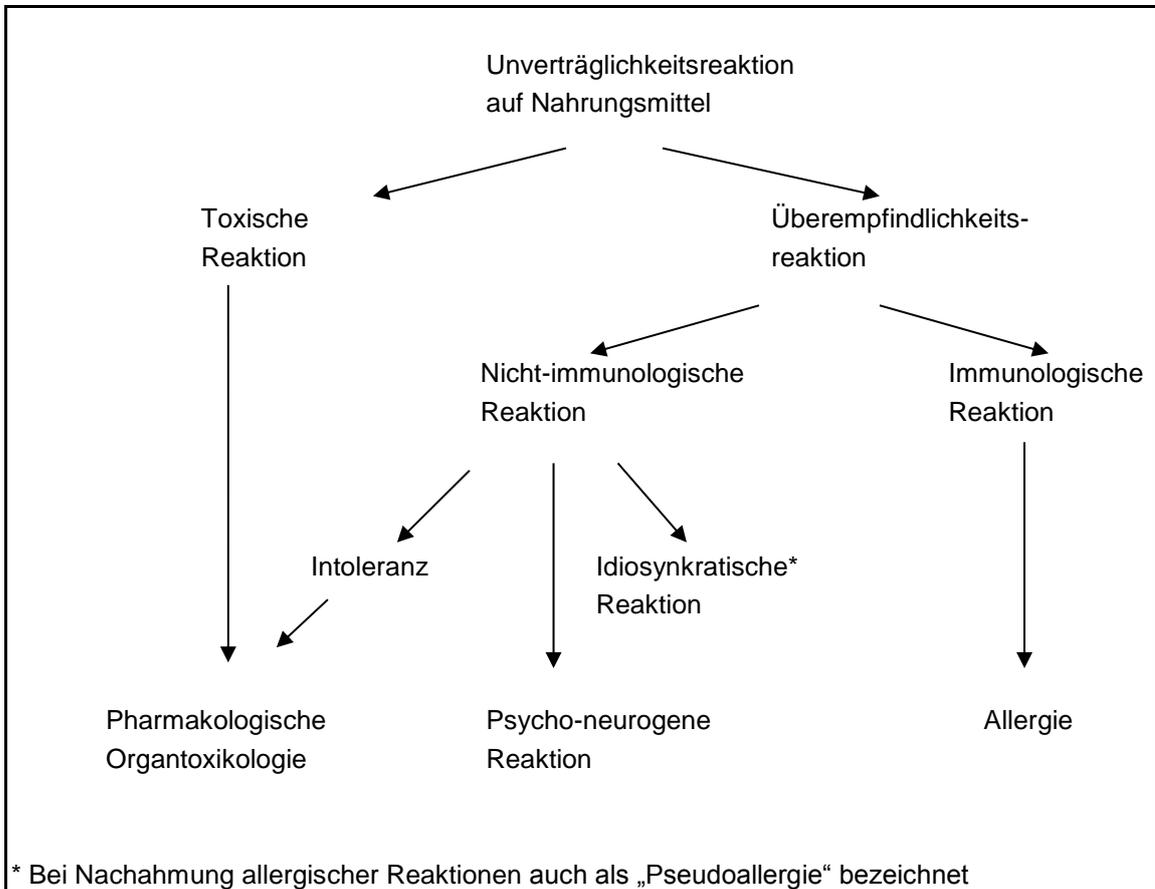 Unverträglichkeitsreaktion
auf Nahrungsmittel
Toxische
Reaktion
Überempfindlichkeits-
reaktion
Nicht-immunologische
Reaktion
Immunologische
Reaktion
Intoleranz
Idiosynkratische*
Reaktion
Pharmakologische
Organtoxikologie
Psycho-neurogene
Reaktion
Allergie
* Bei Nachahmung allergischer Reaktionen auch als „Pseudoallergie“ bezeichnet